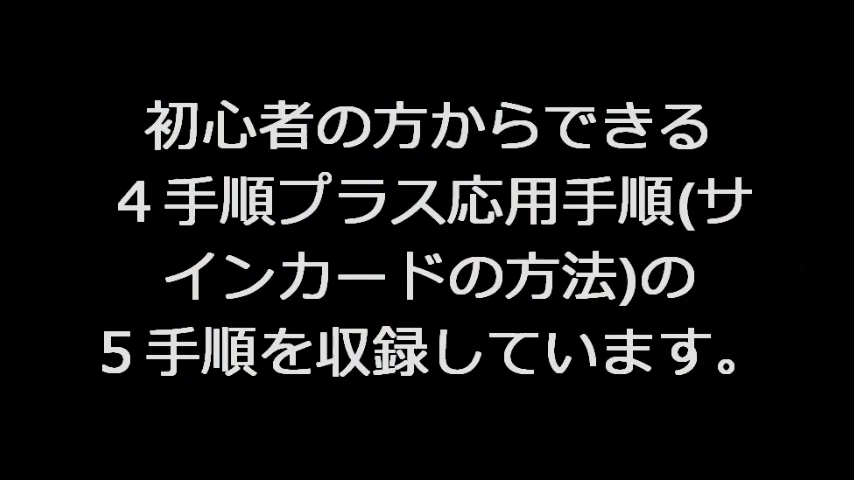 初心者の方からできる
４手順プラス応用手順(サ
インカードの方法)の
５手順を収録しています。